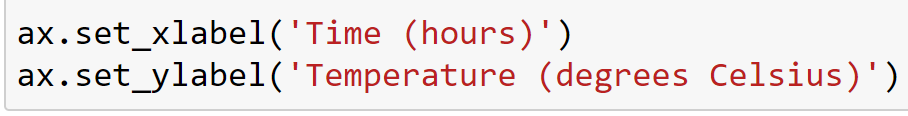 ax.set_xlabel('Time (hours)')
ax.set_ylabel('Temperature (degrees Celsius)')